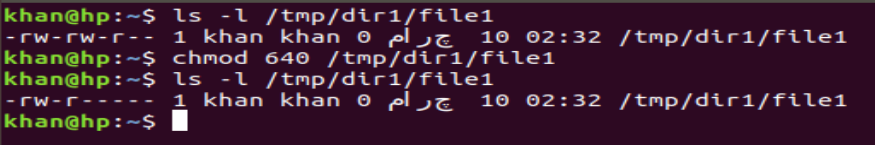 khan@hp:~$ ls -l /tmp/dir1/file1
-rw-rw-r-- 1 khan khan 0 مارچ 10 02:32 /tmp/dir1/file1
khan@hp:~$ chmod 640 /tmp/dir1/file1
khan@hp:~$ ls -l /tmp/dir1/file1
-rw-r----- 1 khan khan 0 مارچ 10 02:32 /tmp/dir1/file1
khan@hp:~$